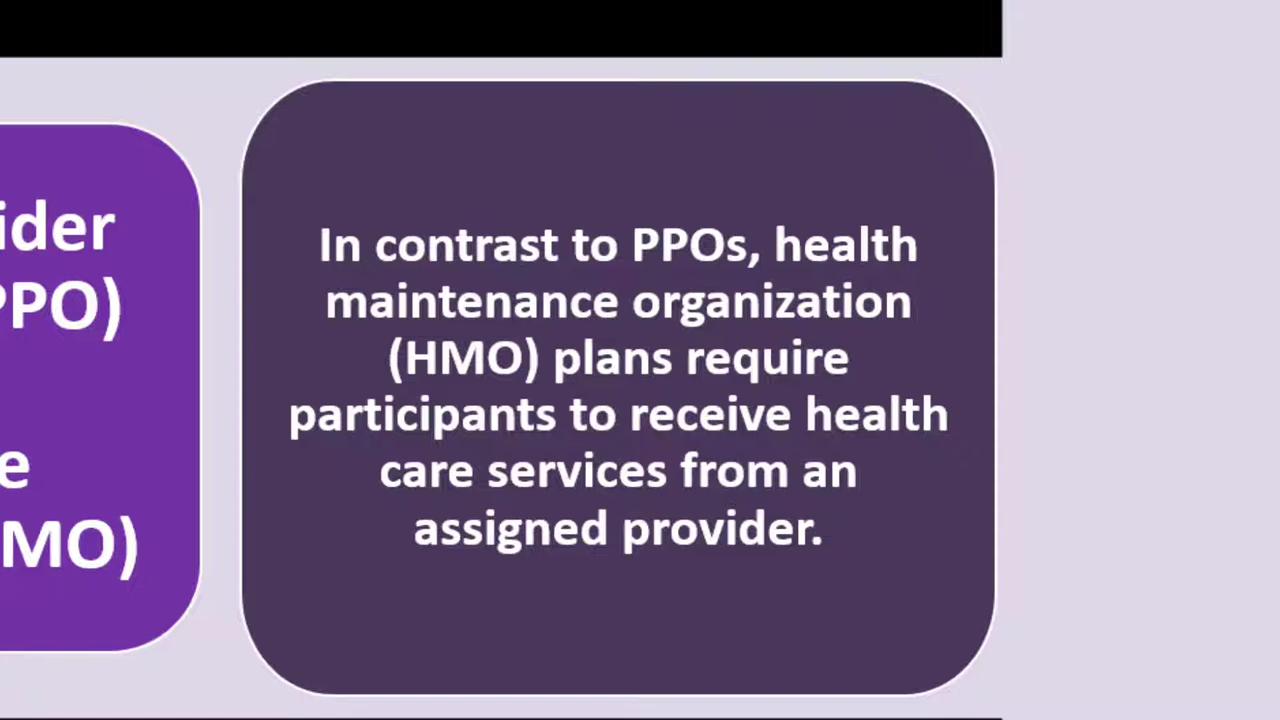 PPO)
MO)
In contrast to PPOs, health
maintenance organization
(HMO) plans require
participants to receive health
care services from an
assigned provider.